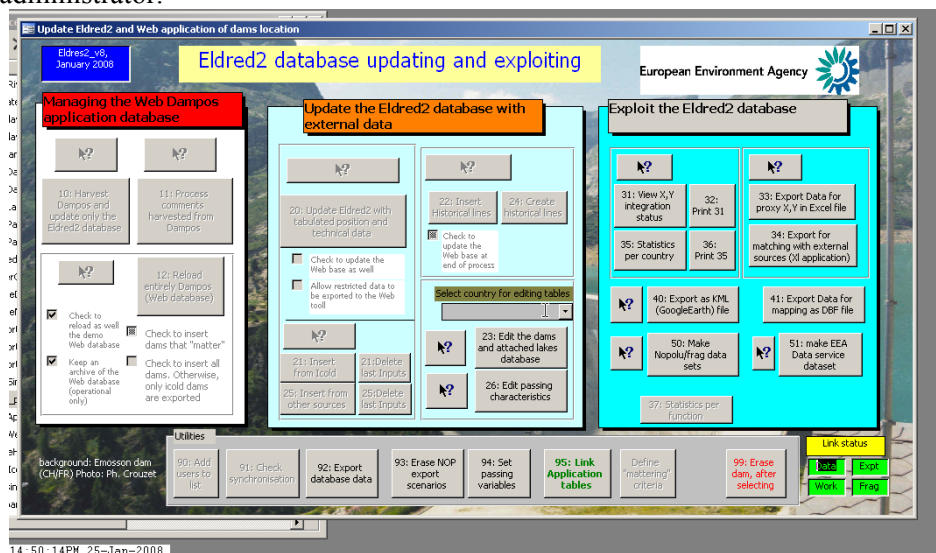 administrator.
Update Eldred2 and Web application of dams location
Eldres2_v8,
January 2008
Eldred2 database updating and exploiting
European Environment Agency
Managing the Web Dampos
application database
10: Harvest
Dampos and
update only the
Eldred2 database
11: Process
comments
harvested from
Dampos
12: Reload
entirely Dampos
(Web database)
Check to
reload as well
the demo
Web database
Keep an
archive of the
Web database
(operational
only)
Check to insert
dams that "matter"
Check to insert all
dams. Otherwise,
only icold dams
are exported
Update the Eldred2 database with
external data
20: Update Eldred2 with
tabulated position and
technical data
Check to update the
Web base as well
Allow restricted data to
be exported to the Web
tooll
21: Insert
from Icold
21:Delete
last Inputs
25: Insert from
other sources
25:Delete
last Inputs
22: Insert
Historical lines
24: Create
historical lines
Check to
update the
Web base at
end of process
Select country for editing tables
23: Edit the dams
and attached lakes
database
26: Edit passing
characteristics
Exploit the Eldred2 database
31: View X,Y
integration
status
32:
Print 31
35: Statistics
per country
36:
Print 35
33: Export Data for
proxy X,Y in Excel file
34: Export for
matching with external
sources (Xl application)
40: Export as KML
(GoogleEarth) file
41: Export Data for
mapping as DBF file
50: Make
Nopolu/frag data
sets
51: make EEA
Data service
dataset
37: Statistics per
function
background: Emosson dam
(CH/FR) Photo: Ph. Crouzet
Utilities
90: Add
users to
list
91: Check
synchronisation
92: Export
database data
93: Erase NOP
export
scenarios
94: Set
passing
variables
95: Link
Application
tables
Define
"mattering"
criteria
99: Erase
dam, after
selecting
Link status
Data
Expt
Work
Frag
14:50:14PM 25-Jan-2008